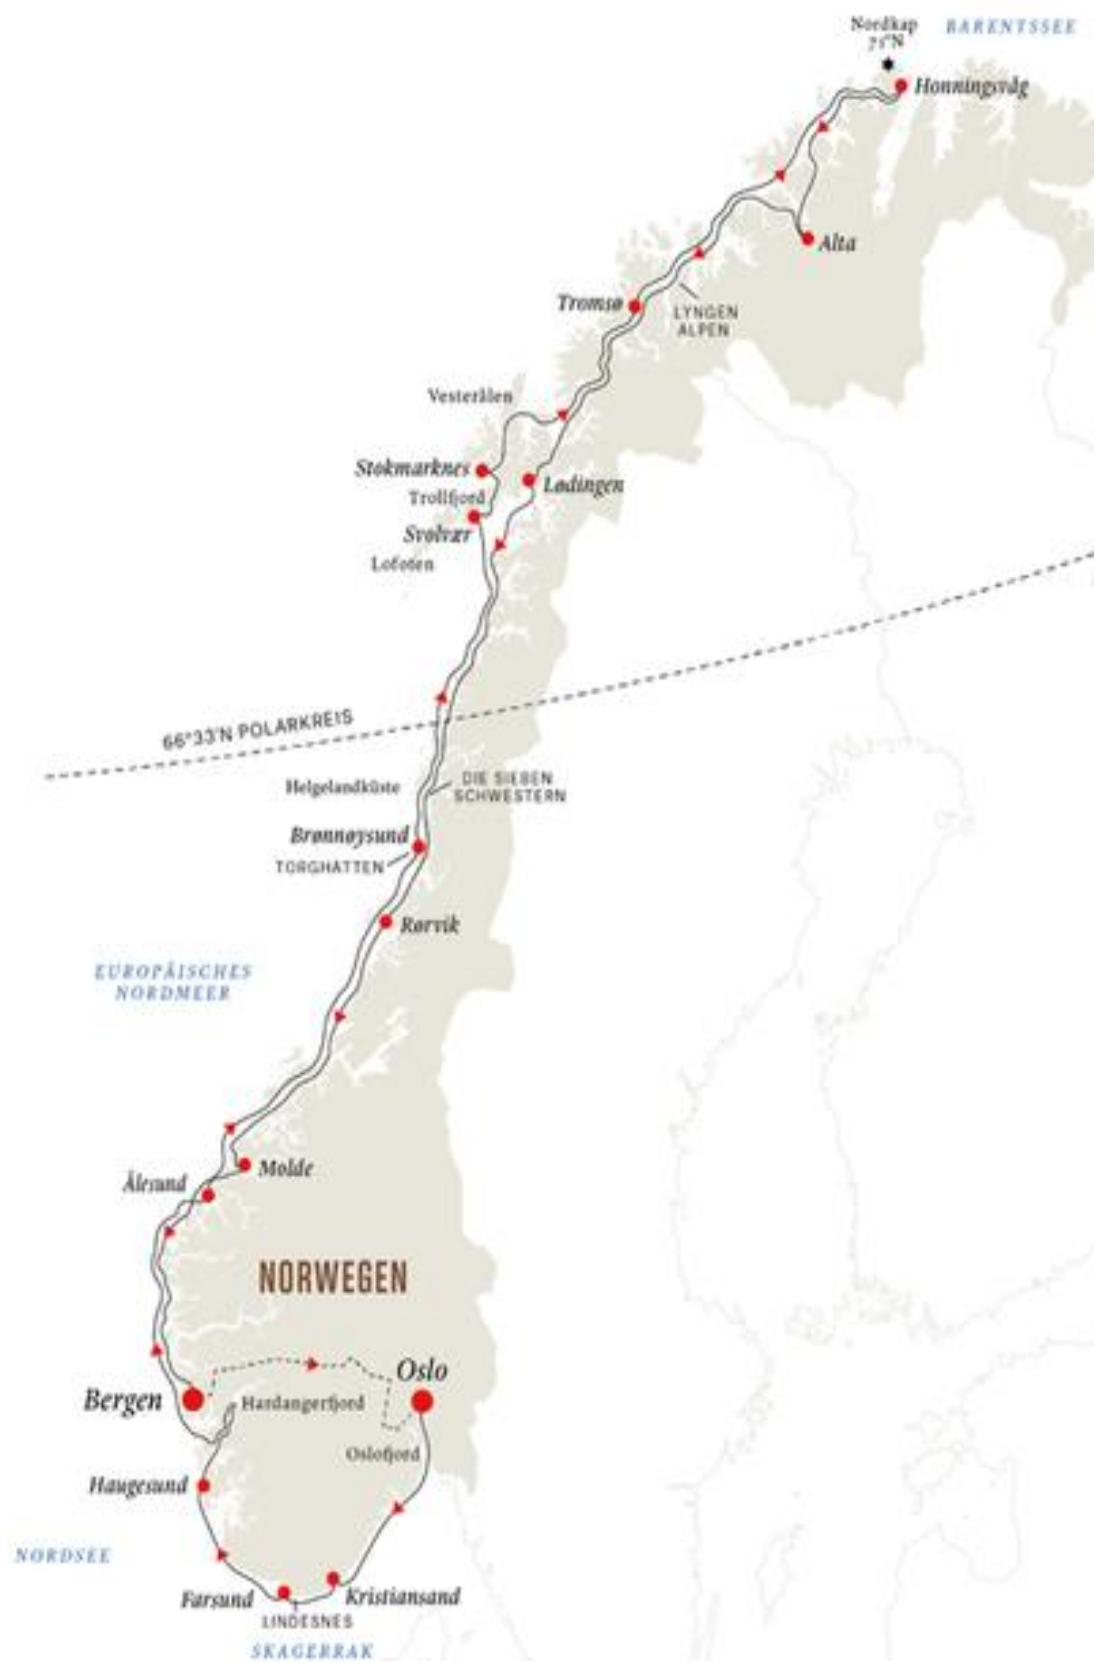 Nordkap
71°N
BARENTSSEE
Honningsvåg
Alta
Tromsø
LYNGEN
ALPEN
Vesterålen
Stokmarknes
Lødingen
Trollfjord
Svolvær
Lofoten
66°33'N POLARKREIS
Helgelandküste
DIE SIEBEN
SCHWESTERN
Brønnøysund
TORGHATTEN
Rørvik
EUROPÄISCHES
NORDMEER
Molde
Ålesund
NORWEGEN
Oslo
Bergen
Hardangerfjord
Oslofjord
Haugesund
NORDSEE
Farsund
Kristiansand
LINDESNES
SKAGERRAK